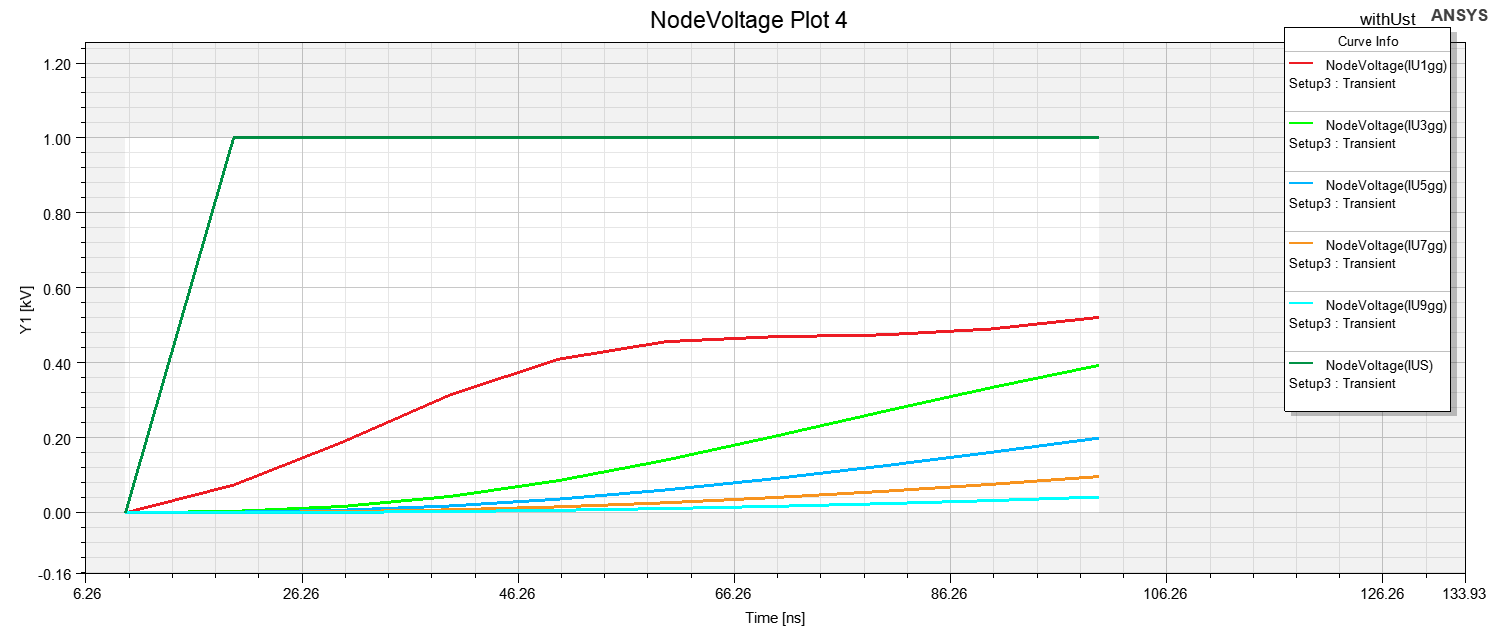 NodeVoltage Plot 4
withUst
ANSYS
Curve Info
NodeVoltage(IU1gg)
Setup3 : Transient
NodeVoltage(IU3gg)
Setup3 : Transient
NodeVoltage(IU5gg)
Setup3 : Transient
NodeVoltage(IU7gg)
Setup3 : Transient
NodeVoltage(IU9gg)
Setup3 : Transient
NodeVoltage(IUS)
Setup3 : Transient
Y1 [kV]
1.20
1.00
0.80
0.60
0.40
0.20
0.00
-0.16
6.26
26.26
46.26
66.26
86.26
106.26
126.26
133.93
Time [ns]